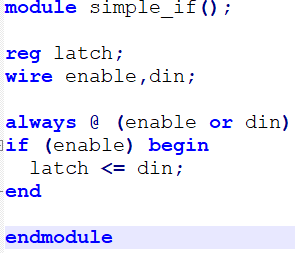 module simple_if();
reg latch;
wire enable,din;
always @ (enable or din)
if (enable) begin
latch <= din;
end
endmodule